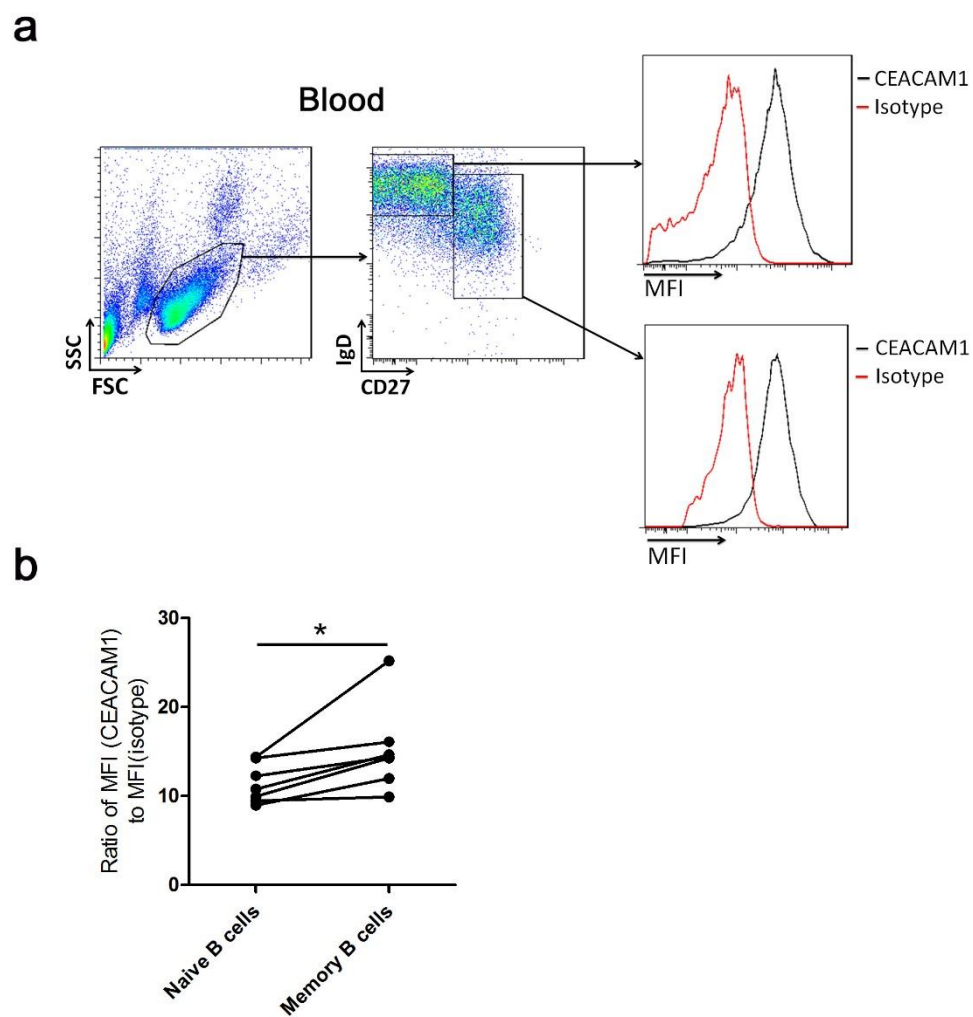 a
Blood
SSC
FSC
IgD
CD27
CEACAM1
Isotype
MFI
CEACAM1
Isotype
MFI
b
Ratio of MFI (CEACAM1)
to MFI(isotype)
30
20
10
0
*
Naive B cells
Memory B cells